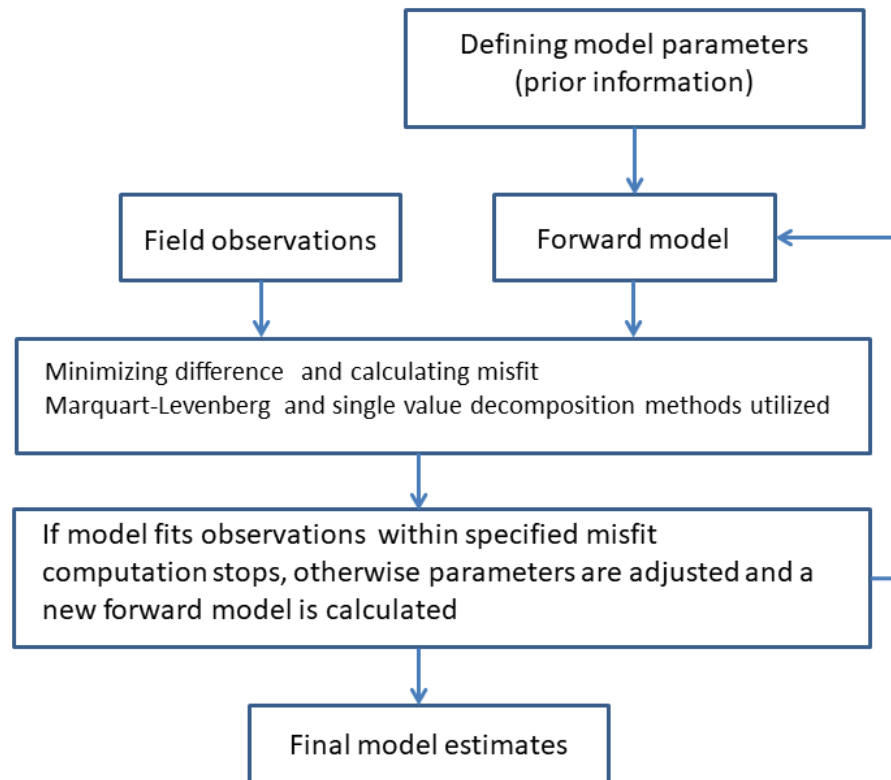 Defining model parameters
(prior information)
Field observations
Forward model
Minimizing difference and calculating misfit
Marquart-Levenberg and single value decomposition methods utilized
If model fits observations within specified misfit
computation stops, otherwise parameters are adjusted and a
new forward model is calculated
Final model estimates